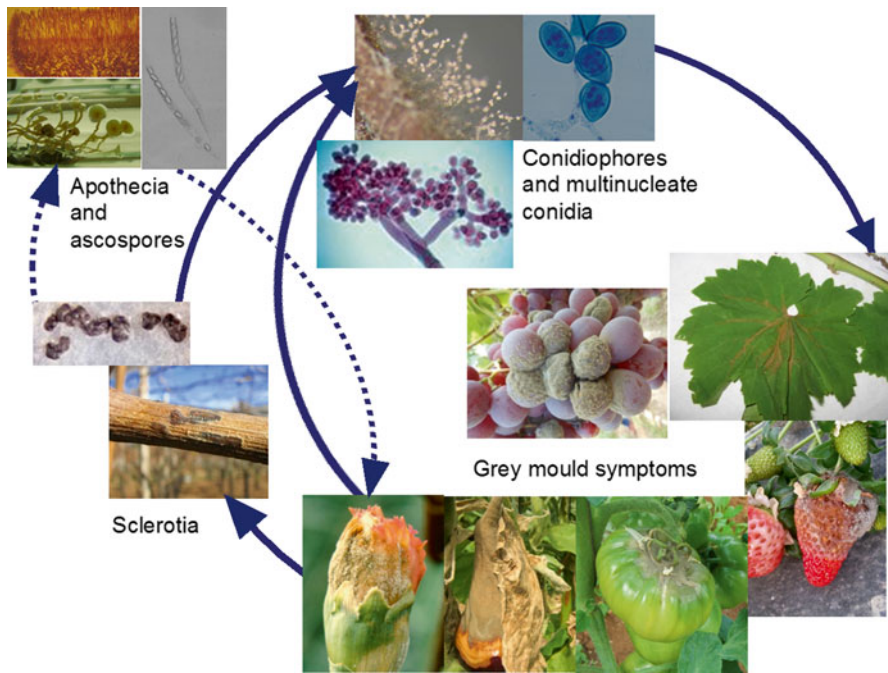 Apothecia
and
ascospores
Conidiophores
and multinucleate
conidia
Grey mould symptoms
Sclerotia